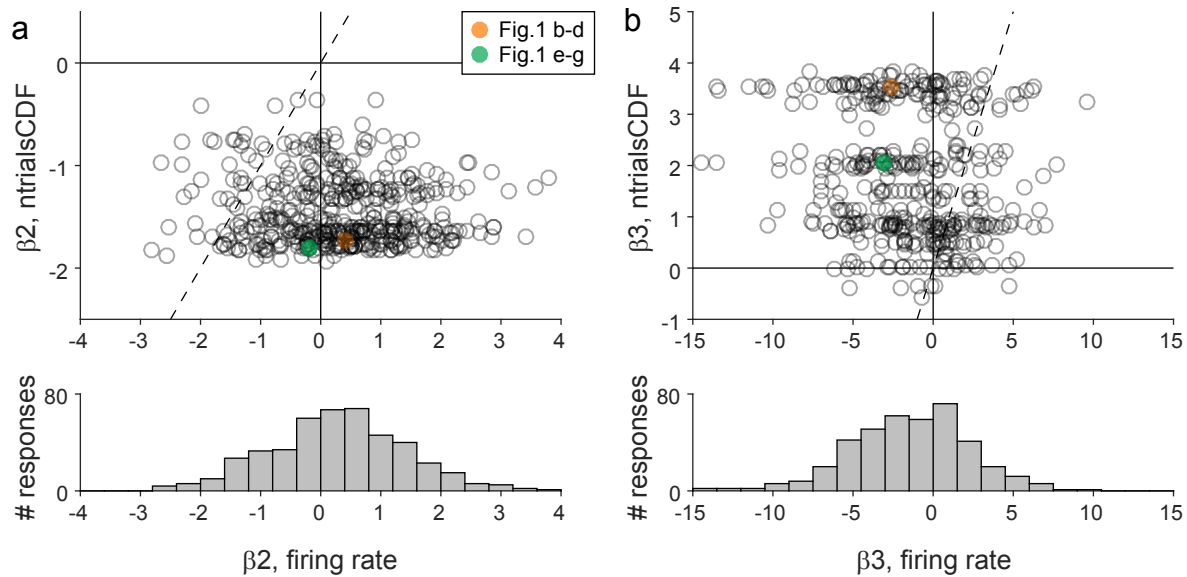 a
Fig.1 b-d
Fig.1 e-g
β2, ntrialsCDF
0
-1
-2
-4 -3 -2 -1 0 1 2 3 4
# responses
80
0
-4 -3 -2 -1 0 1 2 3 4
β2, firing rate
b
β3, ntrialsCDF
5
4
3
2
1
0
-1
-15 -10 -5 0 5 10 15
# responses
80
0
-15 -10 -5 0 5 10 15
β3, firing rate